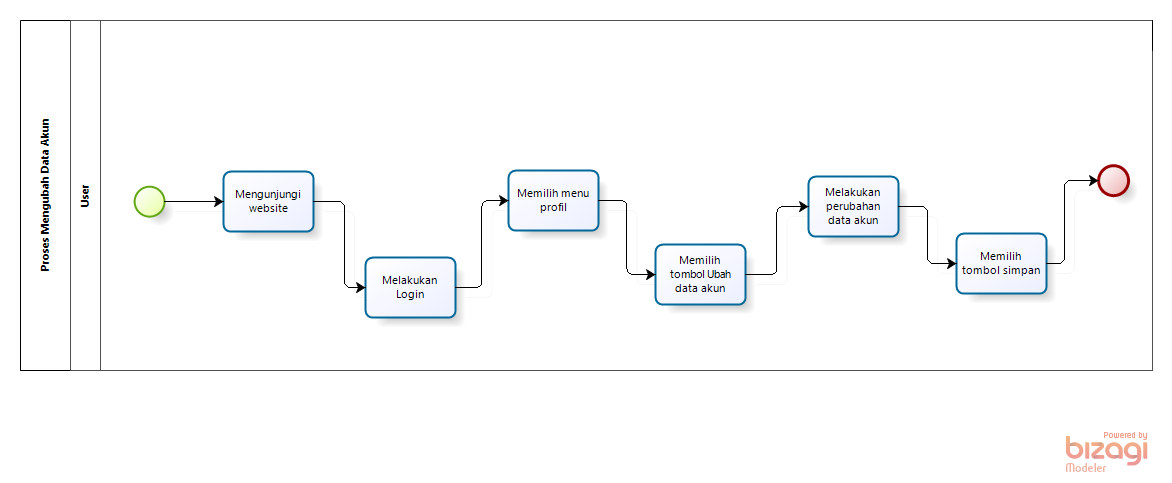 Proses Mengubah Data Akun
User
Mengunjungi
website
Melakukan
Login
Memilih menu
profil
Memilih
tombol Ubah
data akun
Melakukan
perubahan
data akun
Memilih
tombol simpan
Powered by
bizagi
Modeler